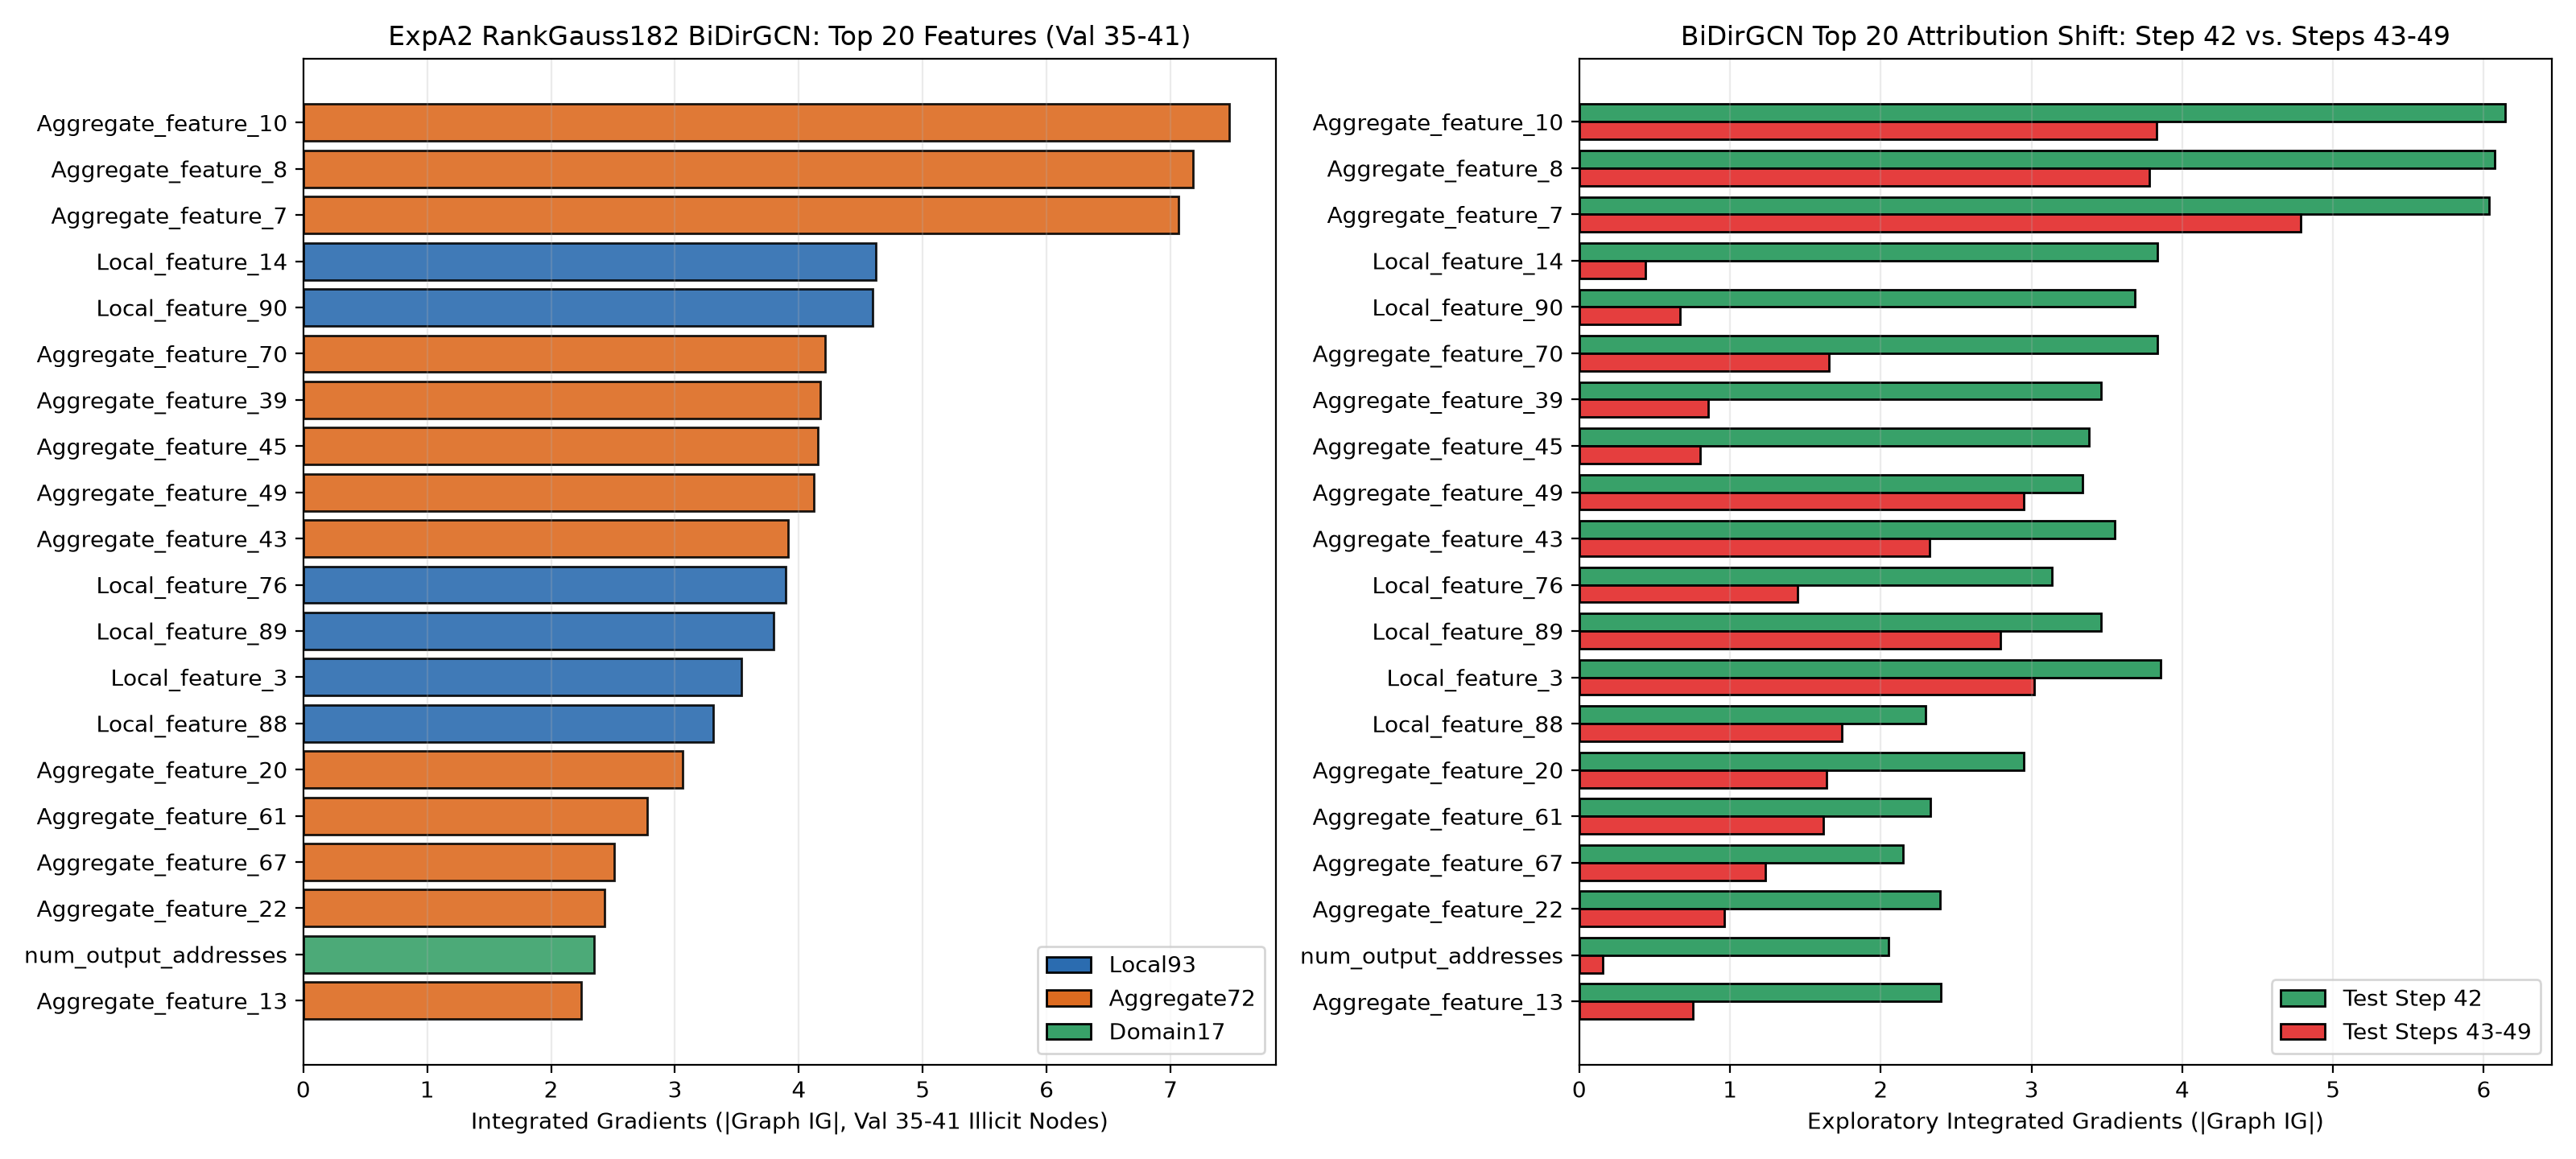 ExpA2 RankGauss182 BiDirGCN: Top 20 Features (Val 35-41)
Aggregate_feature_10
Aggregate_feature_8
Aggregate_feature_7
Local_feature_14
Local_feature_90
Aggregate_feature_70
Aggregate_feature_39
Aggregate_feature_45
Aggregate_feature_49
Aggregate_feature_43
Local_feature_76
Local_feature_89
Local_feature_3
Local_feature_88
Aggregate_feature_20
Aggregate_feature_61
Aggregate_feature_67
Aggregate_feature_22
num_output_addresses
Aggregate_feature_13
Local93
Aggregate72
Domain17
0 1 2 3 4 5 6 7
Integrated Gradients (|Graph IG|, Val 35-41 Illicit Nodes)
BiDirGCN Top 20 Attribution Shift: Step 42 vs. Steps 43-49
Aggregate_feature_10
Aggregate_feature_8
Aggregate_feature_7
Local_feature_14
Local_feature_90
Aggregate_feature_70
Aggregate_feature_39
Aggregate_feature_45
Aggregate_feature_49
Aggregate_feature_43
Local_feature_76
Local_feature_89
Local_feature_3
Local_feature_88
Aggregate_feature_20
Aggregate_feature_61
Aggregate_feature_67
Aggregate_feature_22
num_output_addresses
Aggregate_feature_13
Test Step 42
Test Steps 43-49
0 1 2 3 4 5 6
Exploratory Integrated Gradients (|Graph IG|)